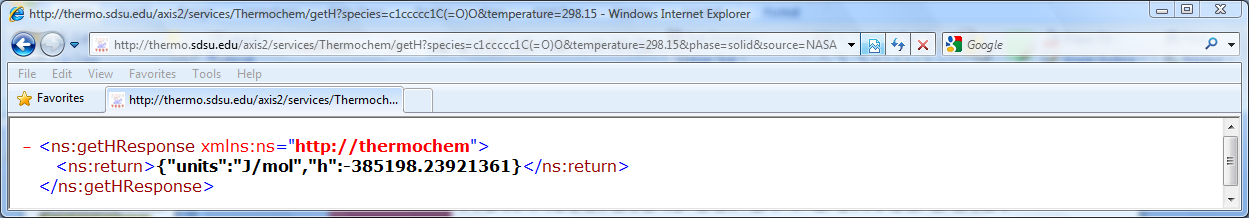 http://thermo.sdsu.edu/axis2/services/Thermochem/getH?species=c1ccccc1C(=O)O&temperature=298.15 - Windows Internet Explorer
http://thermo.sdsu.edu/axis2/services/Thermochem/getH?species=c1ccccc1C(=O)O&temperature=298.15&phase=solid&source=NASA Google
File Edit View Favorites Tools Help
Favorites http://thermo.sdsu.edu/axis2/services/Thermoch...
- <ns:getHResponse xmlns:ns="http://thermochem">
<ns:return>{"units":"J/mol","h":-385198.23921361}</ns:return>
</ns:getHResponse>